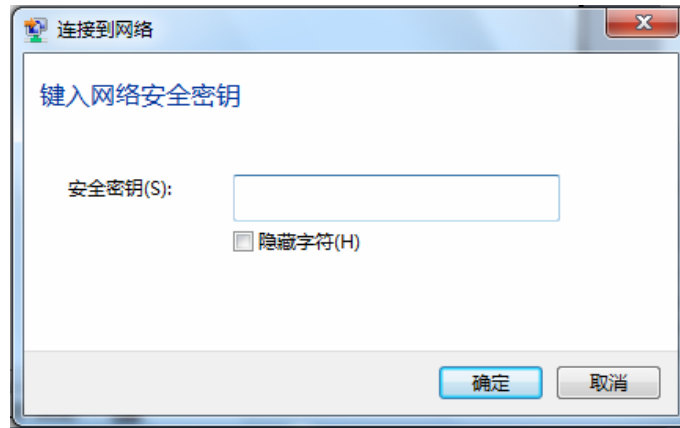 连接到网络
键入网络安全密钥
安全密钥(S):
隐藏字符(H)
确定
取消